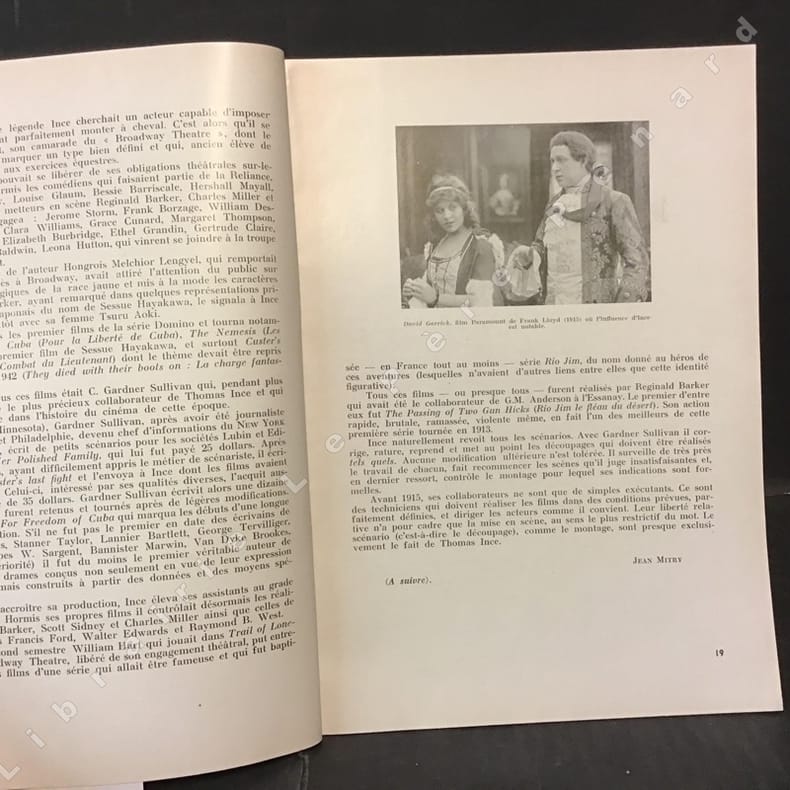 légende Ince cherchait un acteur capable d'imposer
parfaitement monter à cheval. C'est alors qu'il se
son camarade du « Broadway Theatre », dont le
marquer un type bien défini et qui, ancien élève de
aux exercices équestres.
pouvait se libérer de ses obligations théâtrales sur-le-
les comédiens qui faisaient partie de la Reliance,
Louise Glaum, Bessie Barriscale, Hershall Mayall,
metteurs en scène Reginald Barker, Charles Miller et
: Jerome Storm, Frank Borzage, William Des-
Clara Williams, Grace Cunard, Margaret Thompson,
Elizabeth Burbridge, Ethel Grandin, Gertrude Claire,
Baldwin, Leona Hutton, qui vinrent se joindre à la troupe
de l'auteur Hongrois Melchior Lengyel, qui remportait
à Broadway, avait attiré l'attention du public sur
de la race jaune et mis à la mode les caractères
ayant remarqué dans quelques représentations pri-
du nom de Sessue Hayakawa, le signala à Ince
avec sa femme Tsuru Aoki.
les premiers films de la série Domino et tourna notam-
Cuba (Pour la Liberté de Cuba), The Nemesis (Les
premier film de Sessue Hayakawa, et surtout Custer's
Combat du Lieutenant) dont le thème devait être repris
(They died with their boots on : La charge fantas-
ces films était C. Gardner Sullivan qui, pendant plus
le plus précieux collaborateur de Thomas Ince et qui
dans l'histoire du cinéma de cette époque.
Gardner Sullivan, après avoir été journaliste
et Philadelphie, devenu chef d'informations du NEW YORK
écrit de petits scénarios pour les sociétés Lubin et Edi-
Polished Family, qui lui fut payé 25 dollars. Après
ayant difficilement appris le métier de scénariste, il écri-
last fight et l'envoya à Ince dont les films avaient
Celui-ci, intéressé par ses qualités diverses, l'acquit aus-
de 35 dollars. Gardner Sullivan écrivit alors une dizaine
furent retenus et tournés après de légères modifications.
For Freedom of Cuba qui marqua les débuts d'une longue
S'il ne fut pas le premier en date des écrivains de
Stanner Taylor, Lannier Bartlett, George Terwilliger,
W. Sargent, Bannister Marwin, Van Dyke Brookes,
il fut du moins le premier véritable auteur de
drames conçus non seulement en vue de leur expression
mais construits à partir des données et des moyens spé-
accroître sa production, Ince éleva ses assistants au grade
Hormis ses propres films il contrôlait désormais les réali-
Barker, Scott Sidney et Charles Miller ainsi que celles de
Francis Ford, Walter Edwards et Raymond B. West.
second semestre William Hart qui jouait dans Trail of Lone-
Theatre, libéré de son engagement théâtral, put entre-
films d'une série qui allait être fameuse et qui fut bapti-
David Garrick, film Paramount de Frank Lloyd (1915) où l'influence d'Ince
est notable.
sée — en France tout au moins — série Rio Jim, du nom donné au héros de
ces aventures (lesquelles n'avaient d'autres liens entre elles que cette identité
figurative).
Tous ces films — ou presque tous — furent réalisés par Reginald Barker
qui avait été le collaborateur de G.M. Anderson à l'Essanay. Le premier d'entre
eux fut The Passing of Two Gun Hicks (Rio Jim le fléau du désert). Son action
rapide, brutale, ramassée, violente même, en fait l'un des meilleurs de cette
première série tournée en 1913.
Ince naturellement revoit tous les scénarios. Avec Gardner Sullivan il cor-
rige, rature, reprend et met au point les découpages qui doivent être réalisés
tels quels. Aucune modification ultérieure n'est tolérée. Il surveille de très près
le travail de chacun, fait recommencer les scènes qu'il juge insatisfaisantes et,
en dernier ressort, contrôle le montage pour lequel ses indications sont for-
melles.
Avant 1915, ses collaborateurs ne sont que de simples exécutants. Ce sont
des techniciens qui doivent réaliser les films dans des conditions prévues, par-
faitement définies, et diriger les acteurs comme il convient. Leur liberté rela-
tive n'a pour cadre que la mise en scène, au sens le plus restrictif du mot. Le
scénario (c'est-à-dire le découpage), comme le montage, sont presque exclusi-
vement le fait de Thomas Ince.
JEAN MITRY
(A suivre).
19